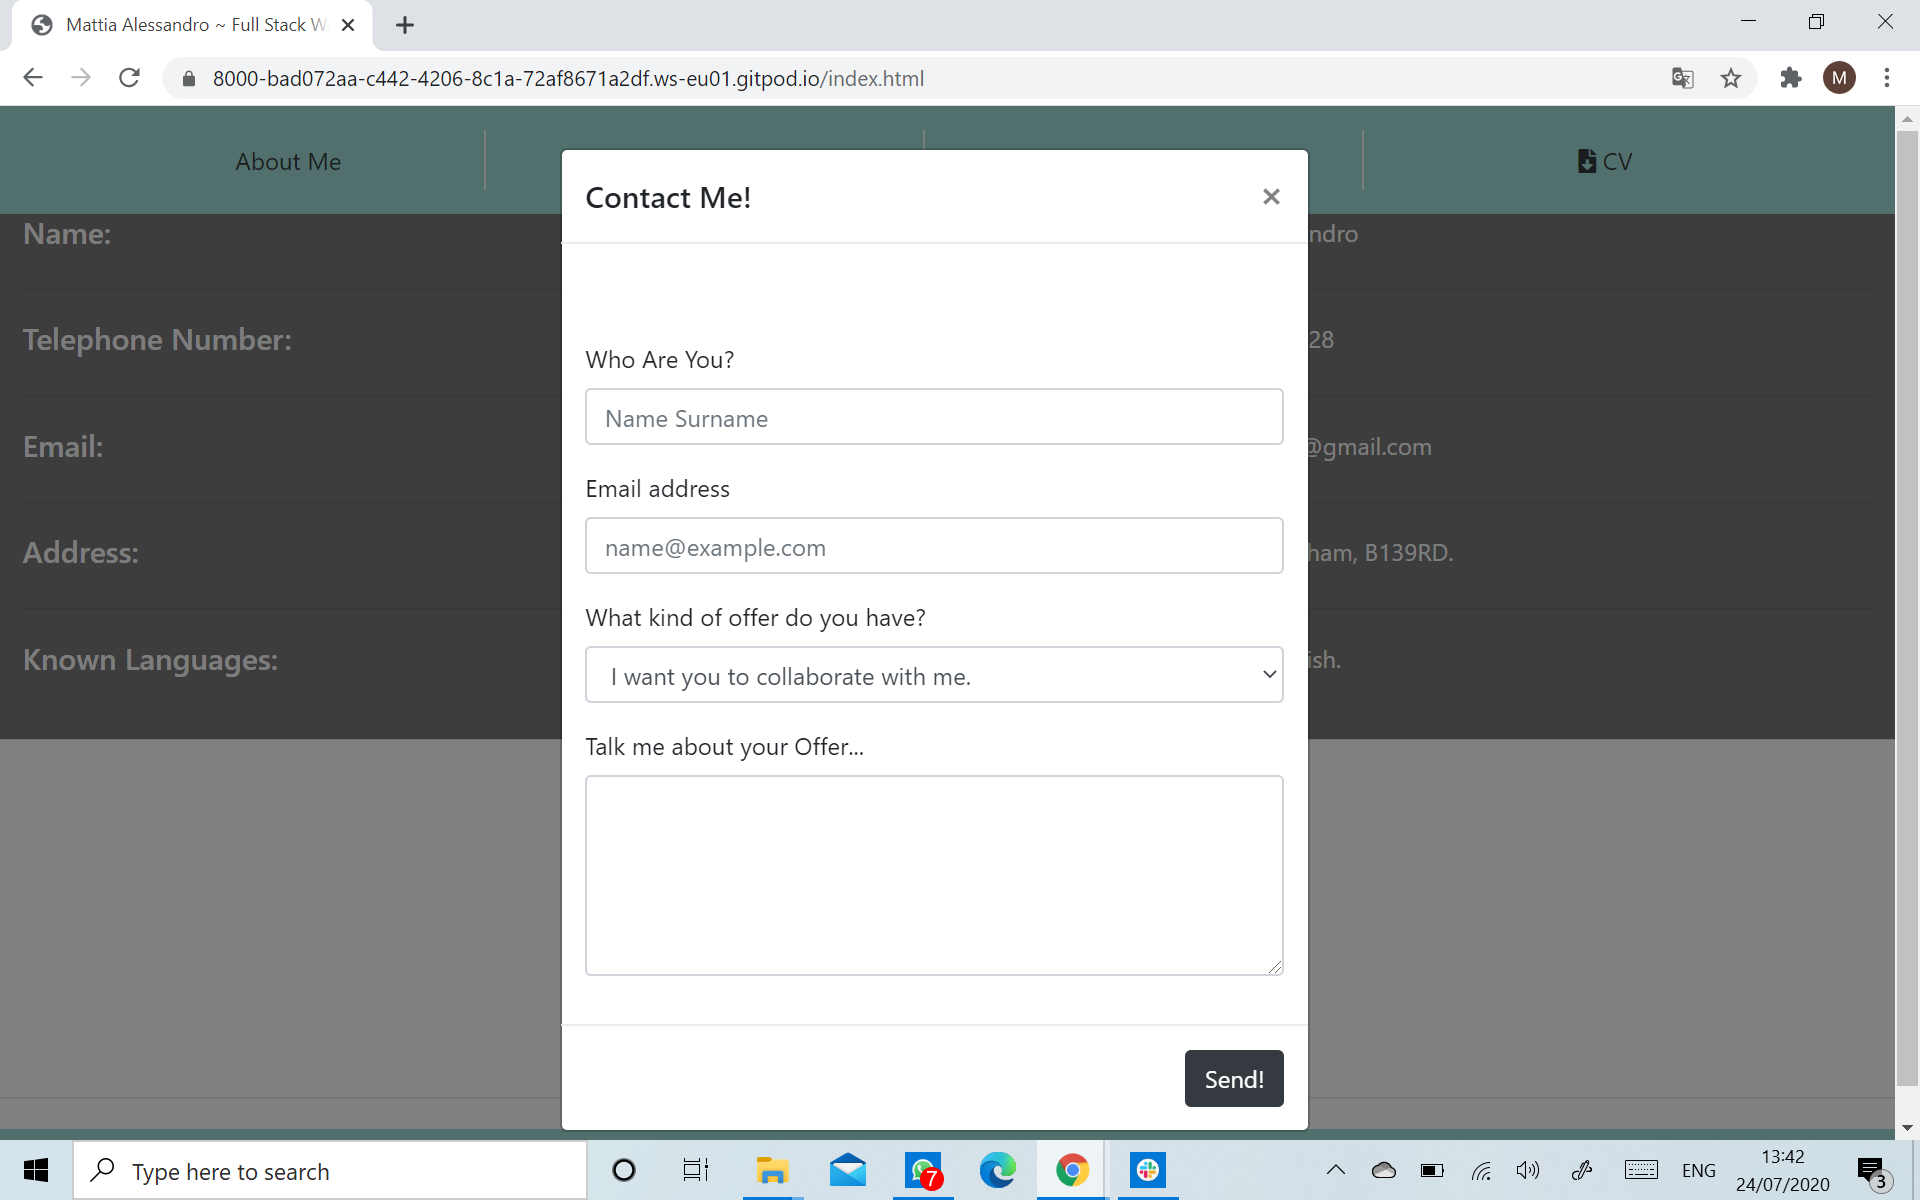 Mattia Alessandro ~ Full Stack W
8000-bad072aa-c442-4206-8c1a-72af8671a2df.ws-eu01.gitpod.io/index.html
M
About Me
CV
Contact Me!
×
Name:
ndro
Telephone Number:
28
Who Are You?
Name Surname
Email:
@gmail.com
Email address
name@example.com
Address:
ham, B139RD.
What kind of offer do you have?
I want you to collaborate with me.
Known Languages:
ish.
Talk me about your Offer...
Send!
Type here to search
7
ENG
13:42
24/07/2020
3